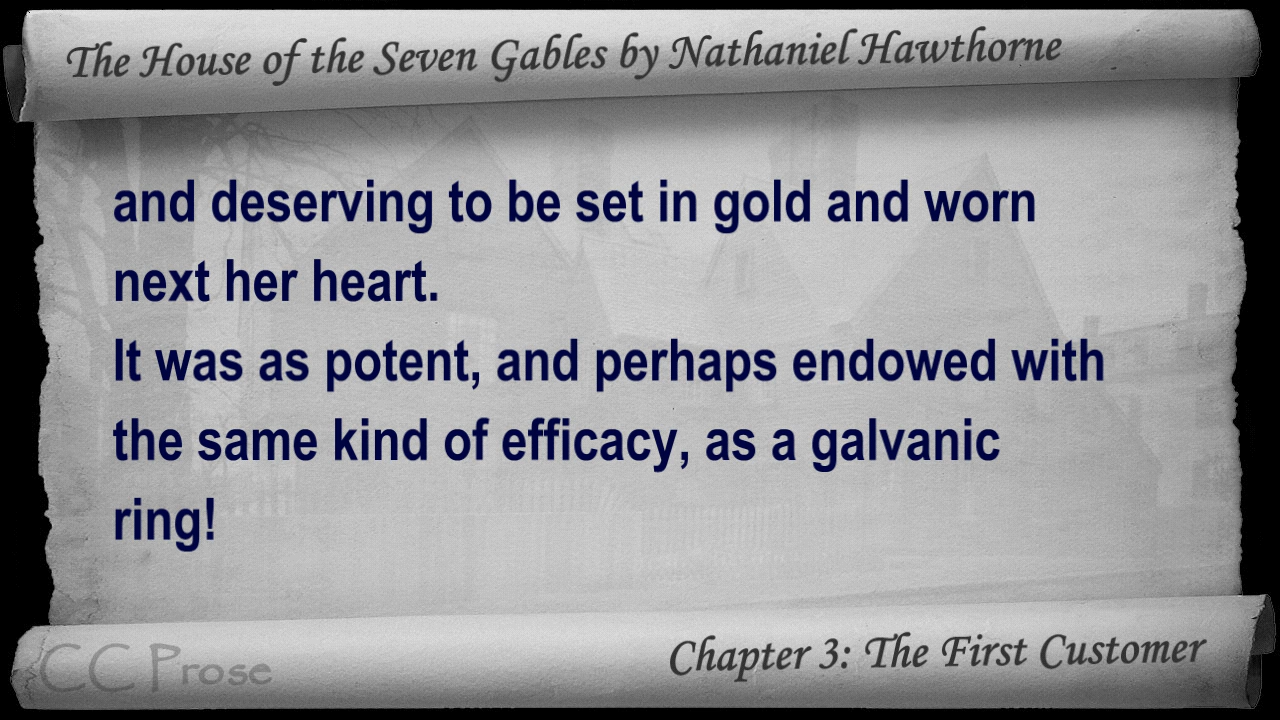 The House of the Seven Gables by Nathaniel Hawthorne
and deserving to be set in gold and worn
next her heart.
It was as potent, and perhaps endowed with
the same kind of efficacy, as a galvanic
ring!
CC Prose
Chapter 3: The First Customer